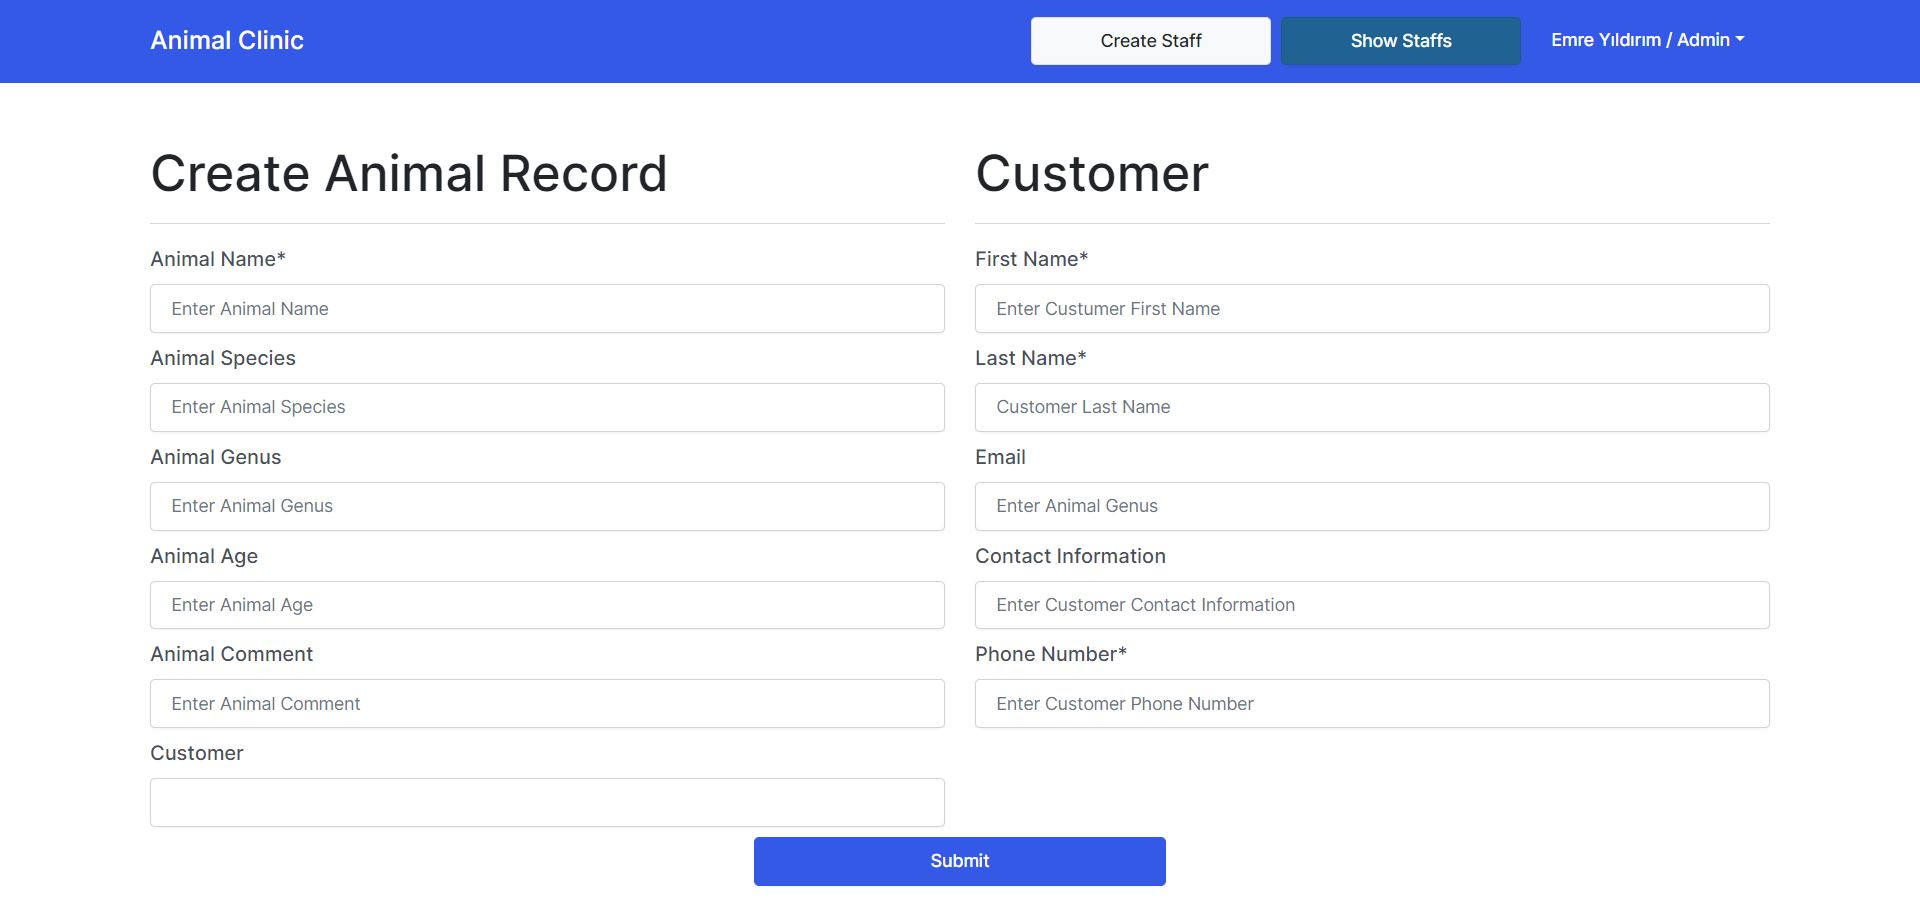 Animal Clinic
Create Staff
Show Staffs
Emre Yıldırım / Admin
Create Animal Record
Animal Name*
Enter Animal Name
Animal Species
Enter Animal Species
Animal Genus
Enter Animal Genus
Animal Age
Enter Animal Age
Animal Comment
Enter Animal Comment
Customer
Customer
First Name*
Enter Custumer First Name
Last Name*
Customer Last Name
Email
Enter Animal Genus
Contact Information
Enter Customer Contact Information
Phone Number*
Enter Customer Phone Number
Submit